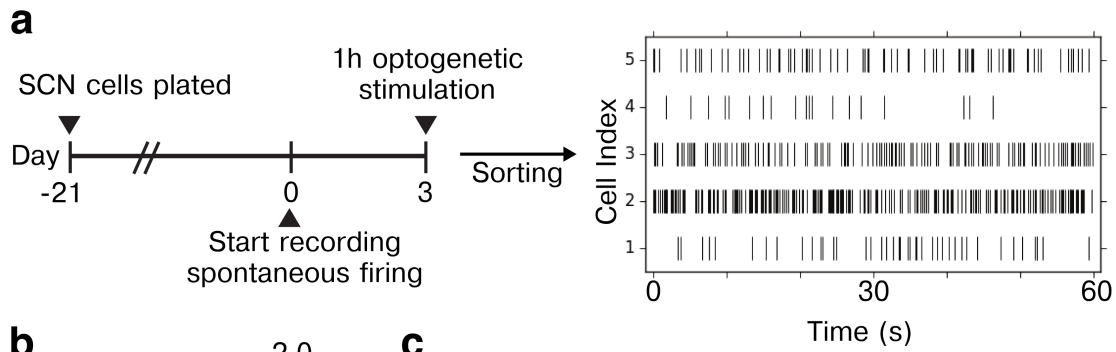 a
1h optogenetic
stimulation
SCN cells plated
Day
-21
0
3
Start recording
spontaneous firing
Sorting
Cell Index
5
4
3
2
1
0
30
60
Time (s)
b
2.0
c